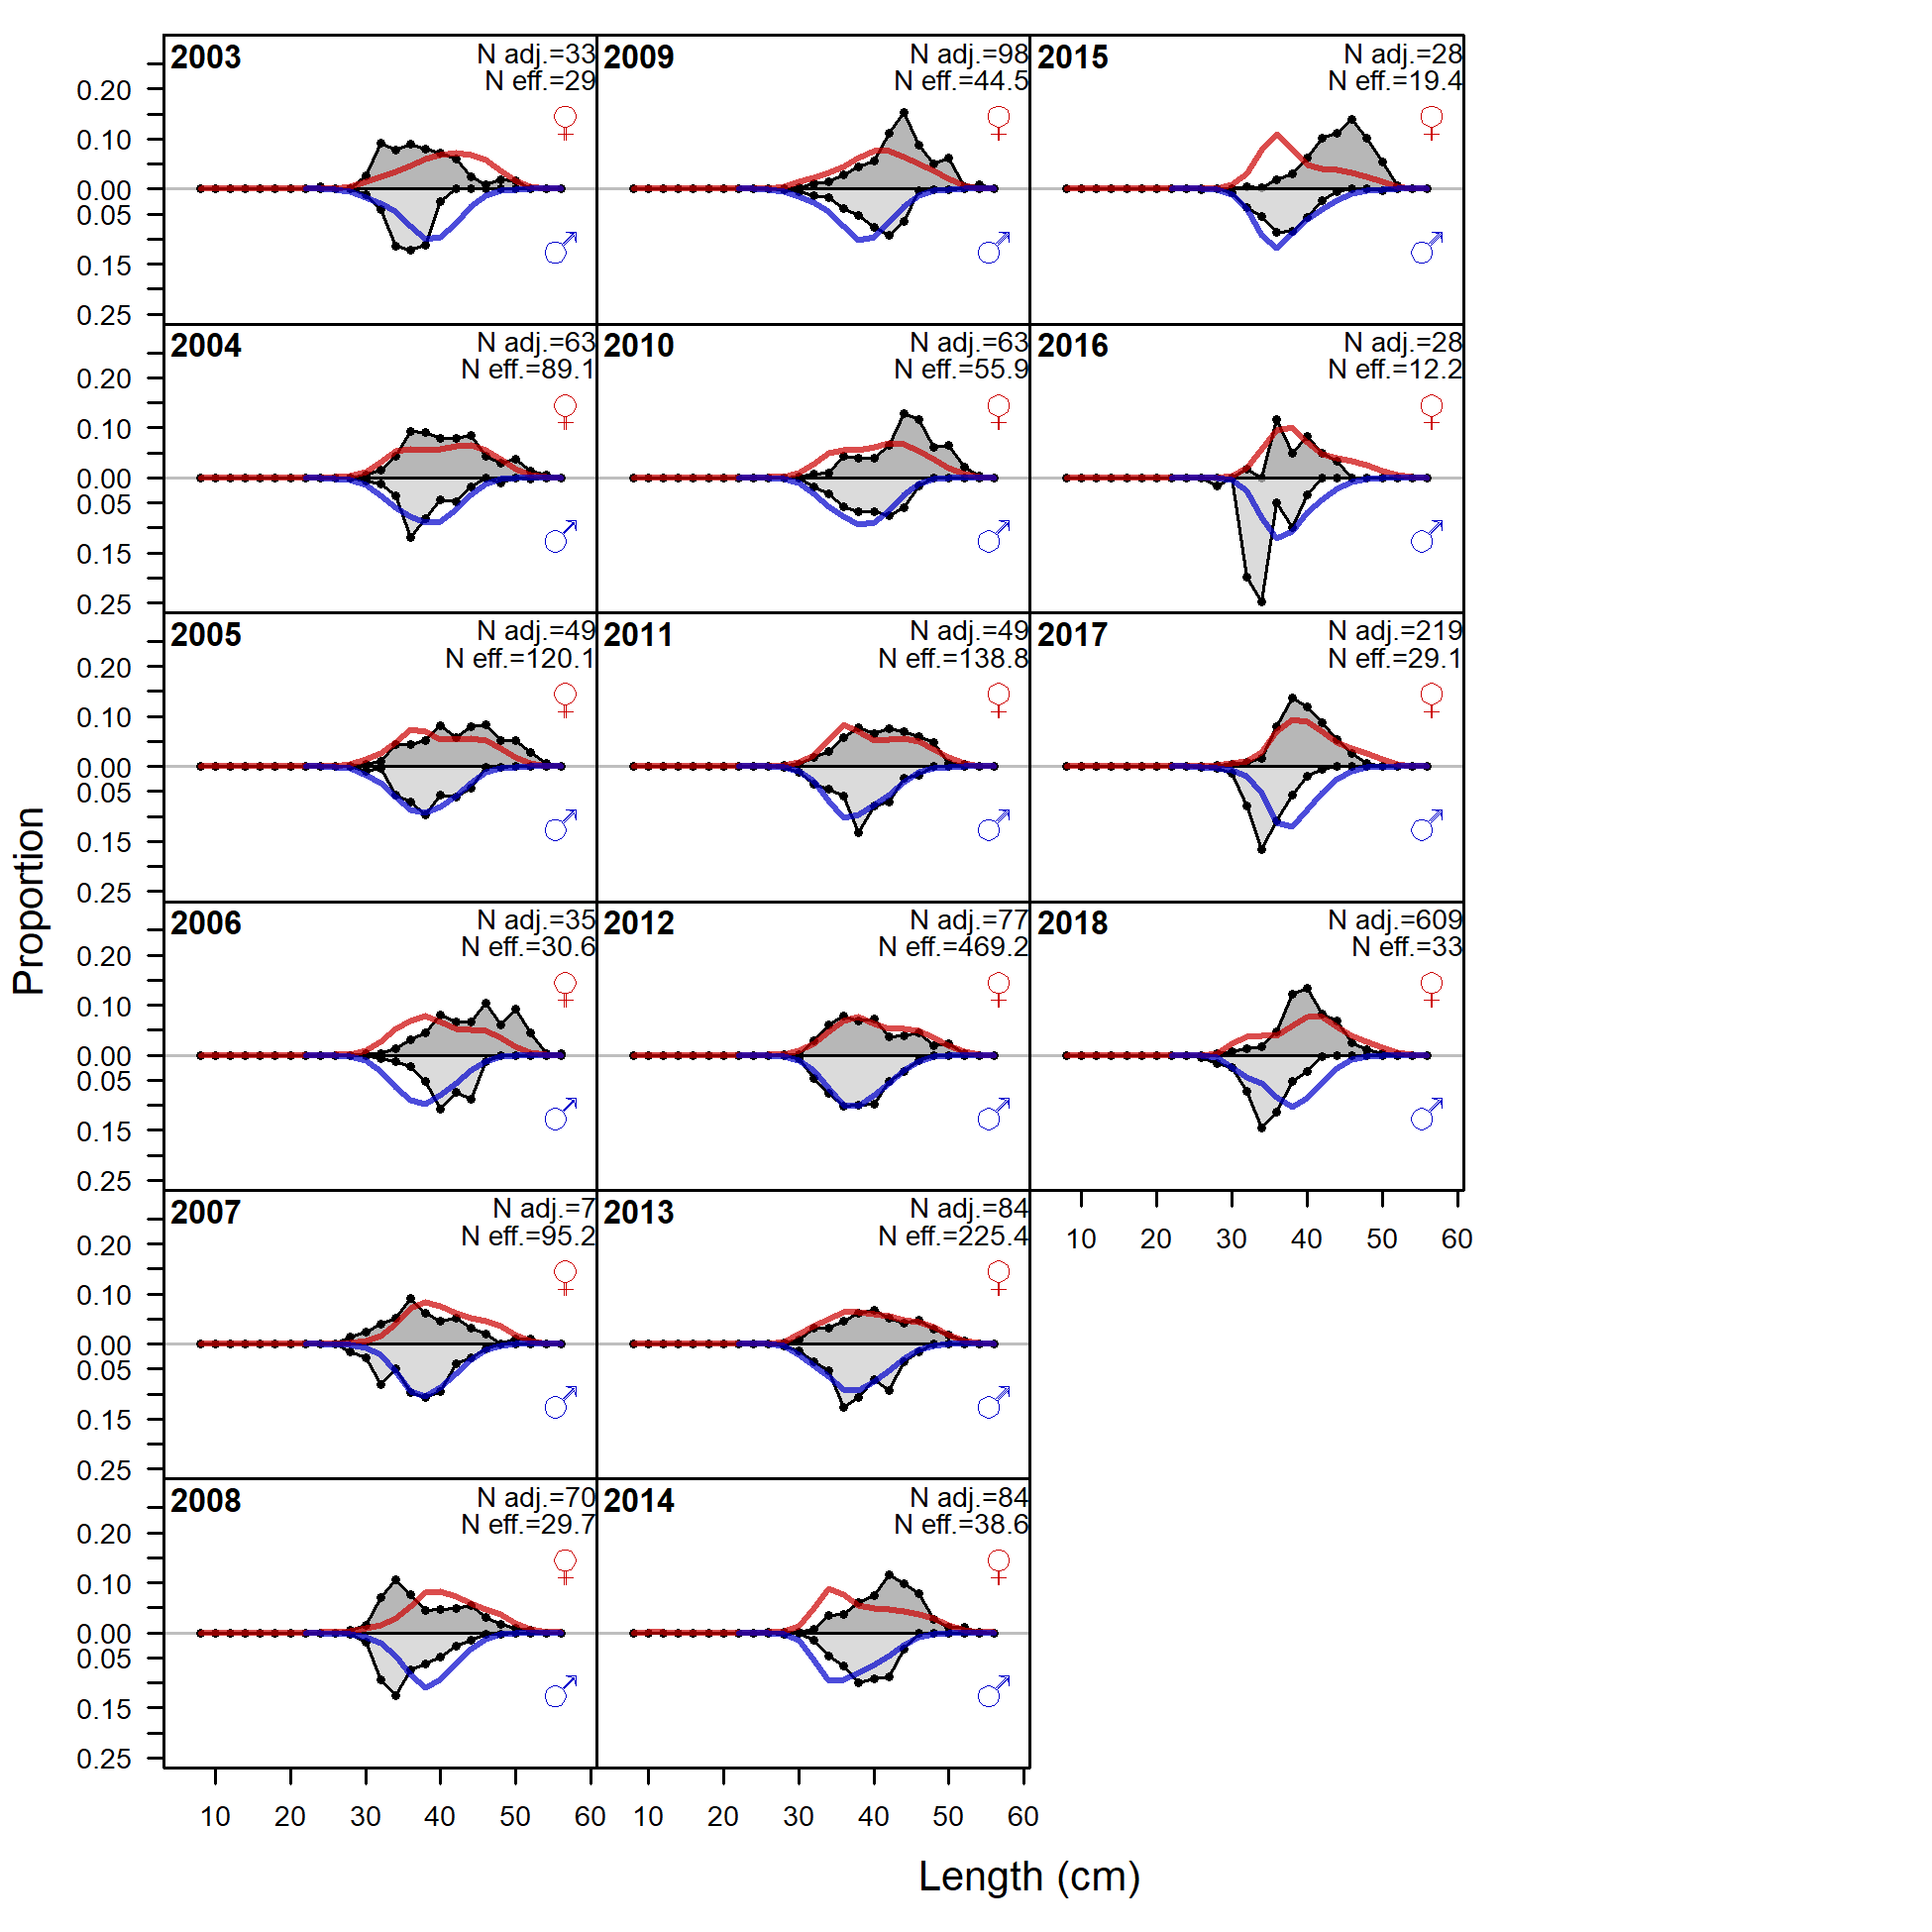 2003
N adj.=33
N eff.=29
♀
♂
2009
N adj.=98
N eff.=44.5
♀
♂
2015
N adj.=28
N eff.=19.4
♀
♂
0.20
0.10
0.00
0.05
0.15
0.25
2004
N adj.=63
N eff.=89.1
♀
♂
2010
N adj.=63
N eff.=55.9
♀
♂
2016
N adj.=28
N eff.=12.2
♀
♂
0.20
0.10
0.00
0.05
0.15
0.25
2005
N adj.=49
N eff.=120.1
♀
♂
2011
N adj.=49
N eff.=138.8
♀
♂
2017
N adj.=219
N eff.=29.1
♀
♂
0.20
0.10
0.00
0.05
0.15
0.25
2006
N adj.=35
N eff.=30.6
♀
♂
2012
N adj.=77
N eff.=469.2
♀
♂
2018
N adj.=609
N eff.=33
♀
♂
0.20
0.10
0.00
0.05
0.15
0.25
10 20 30 40 50 60
2007
N adj.=7
N eff.=95.2
♀
♂
2013
N adj.=84
N eff.=225.4
♀
♂
0.20
0.10
0.00
0.05
0.15
0.25
2008
N adj.=70
N eff.=29.7
♀
♂
2014
N adj.=84
N eff.=38.6
♀
♂
0.20
0.10
0.00
0.05
0.15
0.25
10 20 30 40 50 60 10 20 30 40 50 60
Proportion
Length (cm)